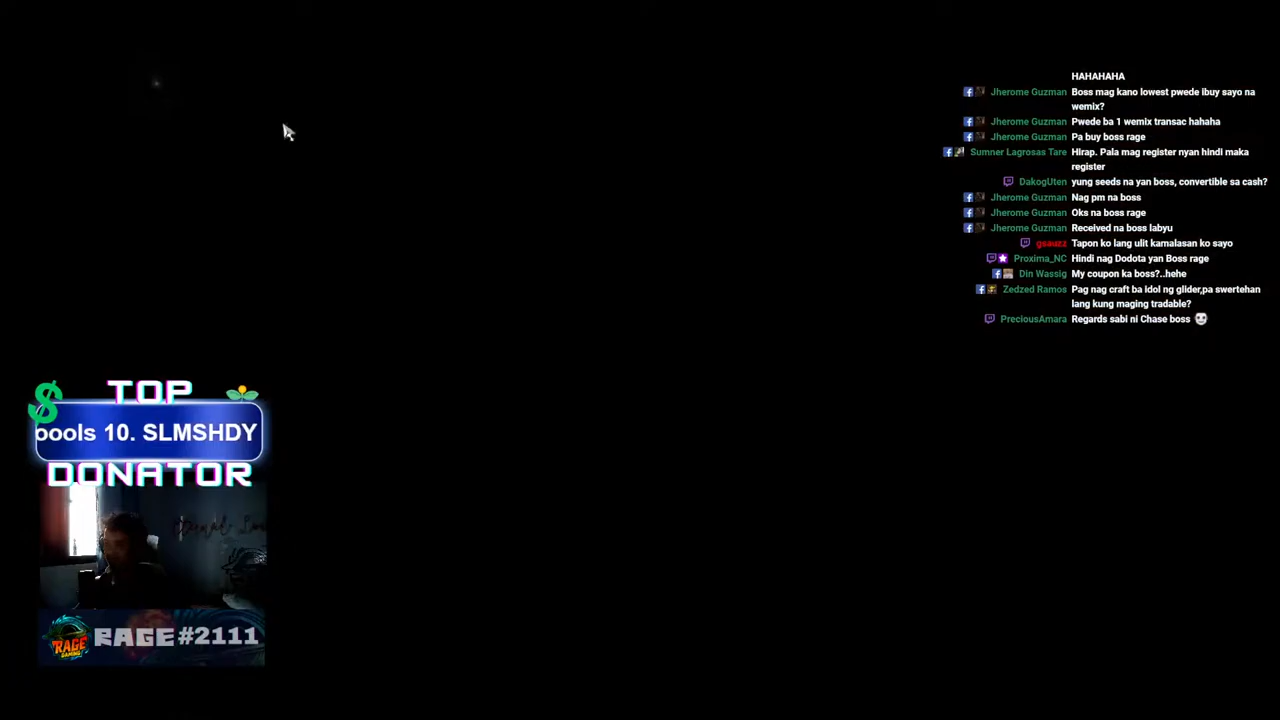 HAHAHAHA
Jherome Guzman Boss mag kano lowest pwede ibuy sayo na
wemix?
Jherome Guzman Pwede ba 1 wemix transac hahaha
Jherome Guzman Pa buy boss rage
Sumner Lagrosas Tare Hirap. Pala mag register nyan hindi maka
register
DakogUten yung seeds na yan boss, convertible sa cash?
Jherome Guzman Nag pm na boss
Jherome Guzman Oks na boss rage
Jherome Guzman Received na boss labyu
gsauzz Tapon ko lang ulit kamalasan ko sayo
Proxima_NC Hindi nag Dodota yan Boss rage
Din Wassig My coupon ka boss?..hehe
Zedzed Ramos Pag nag craft ba idol ng glider,pa swertehan
lang kung maging tradable?
PreciousAmara Regards sabi ni Chase boss
TOP
pools 10. SLMSHDY
DONATOR
RAGE
GAMING
RAGE#2111